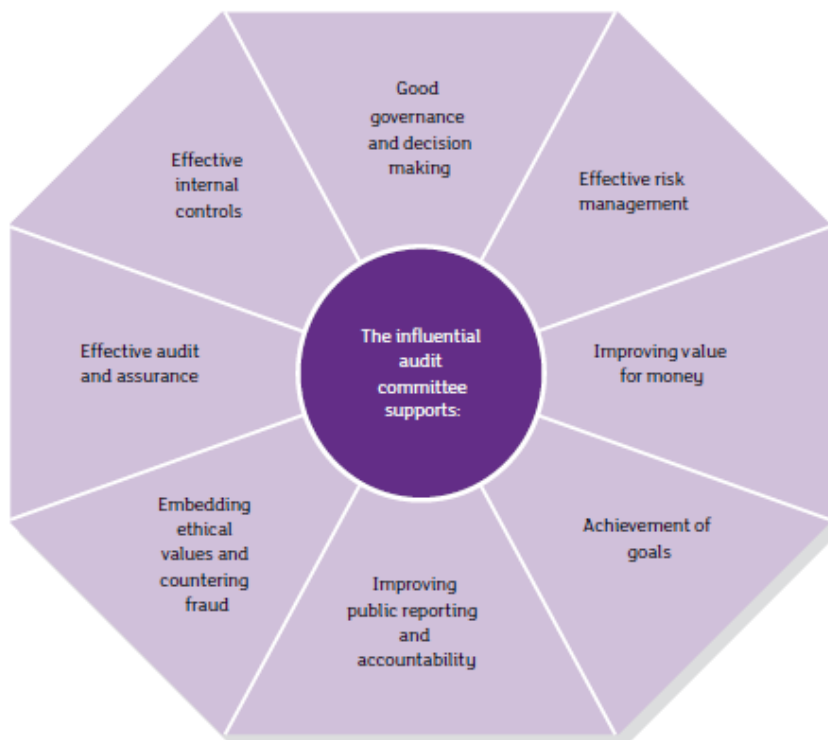 Good
governance
and decision
making
Effective risk
management
Improving value
for money
Achievement of
goals
Improving
public reporting
and
accountability
Embedding
ethical
values and
countering
fraud
Effective audit
and assurance
Effective
internal
controls
The influential
audit
committee
supports: